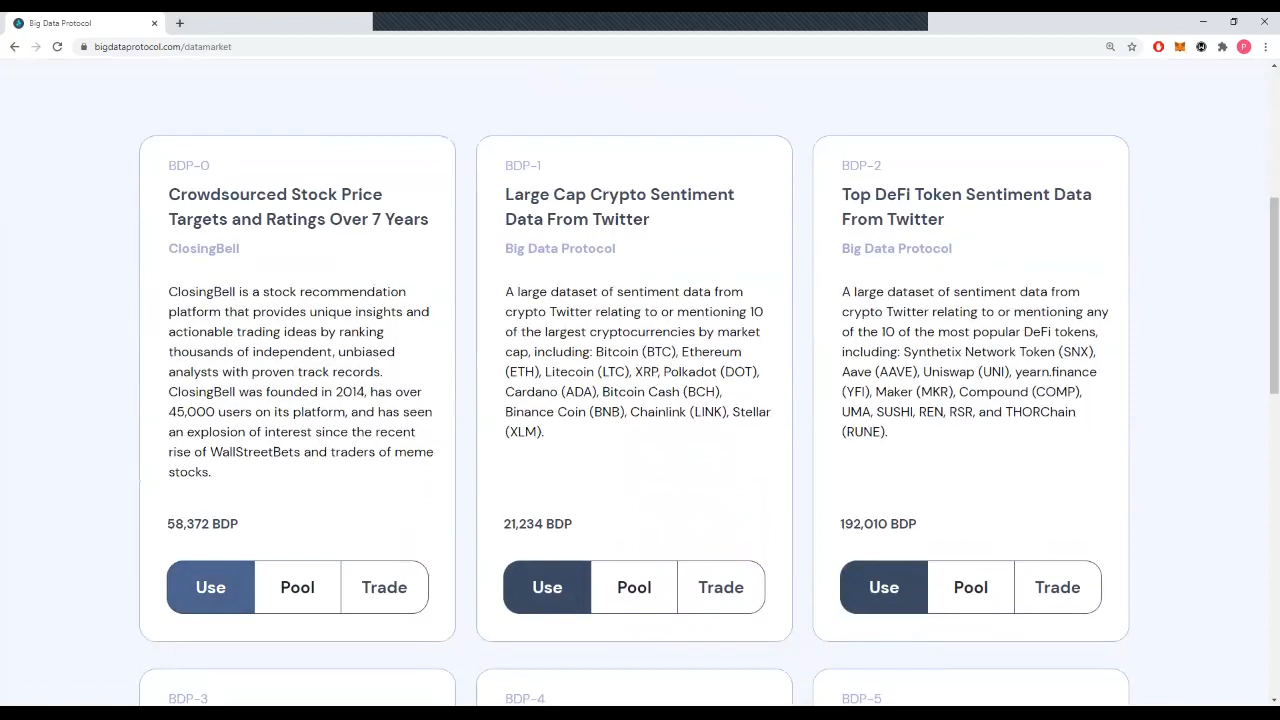 Big Data Protocol
bigdataprotocol.com/datamarket
P
BDP-0
Crowdsourced Stock Price
Targets and Ratings Over 7 Years
ClosingBell
ClosingBell is a stock recommendation
platform that provides unique insights and
actionable trading ideas by ranking
thousands of independent, unbiased
analysts with proven track records.
ClosingBell was founded in 2014, has over
45,000 users on its platform, and has seen
an explosion of interest since the recent
rise of WallStreetBets and traders of meme
stocks.
58,372 BDP
Use
Pool
Trade
BDP-1
Large Cap Crypto Sentiment
Data From Twitter
Big Data Protocol
A large dataset of sentiment data from
crypto Twitter relating to or mentioning 10
of the largest cryptocurrencies by market
cap, including: Bitcoin (BTC), Ethereum
(ETH), Litecoin (LTC), XRP, Polkadot (DOT),
Cardano (ADA), Bitcoin Cash (BCH),
Binance Coin (BNB), Chainlink (LINK), Stellar
(XLM).
21,234 BDP
Use
Pool
Trade
BDP-2
Top DeFi Token Sentiment Data
From Twitter
Big Data Protocol
A large dataset of sentiment data from
crypto Twitter relating to or mentioning any
of the 10 of the most popular DeFi tokens,
including: Synthetix Network Token (SNX),
Aave (AAVE), Uniswap (UNI), yearn.finance
(YFI), Maker (MKR), Compound (COMP),
UMA, SUSHI, REN, RSR, and THORChain
(RUNE).
192,010 BDP
Use
Pool
Trade
BDP-3
BDP-4
BDP-5